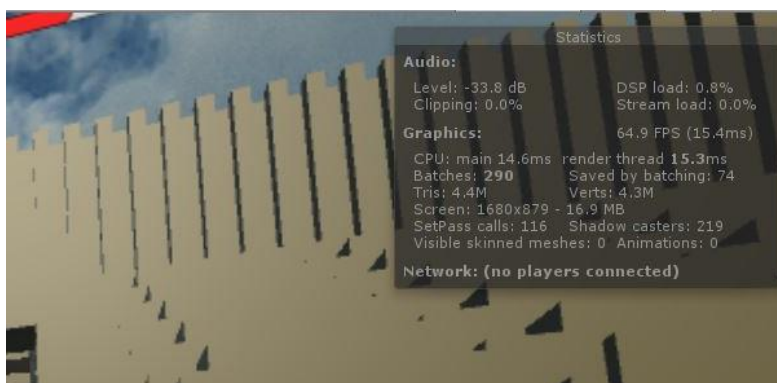 Statistics
Audio:
Level: -33.8 dB DSP load: 0.8%
Clipping: 0.0% Stream load: 0.0%
Graphics: 64.9 FPS (15.4ms)
CPU: main 14.6ms render thread 15.3ms
Batches: 290 Saved by batching: 74
Tris: 4.4M Verts: 4.3M
Screen: 1680x879 - 16.9 MB
SetPass calls: 116 Shadow casters: 219
Visible skinned meshes: 0 Animations: 0
Network: (no players connected)